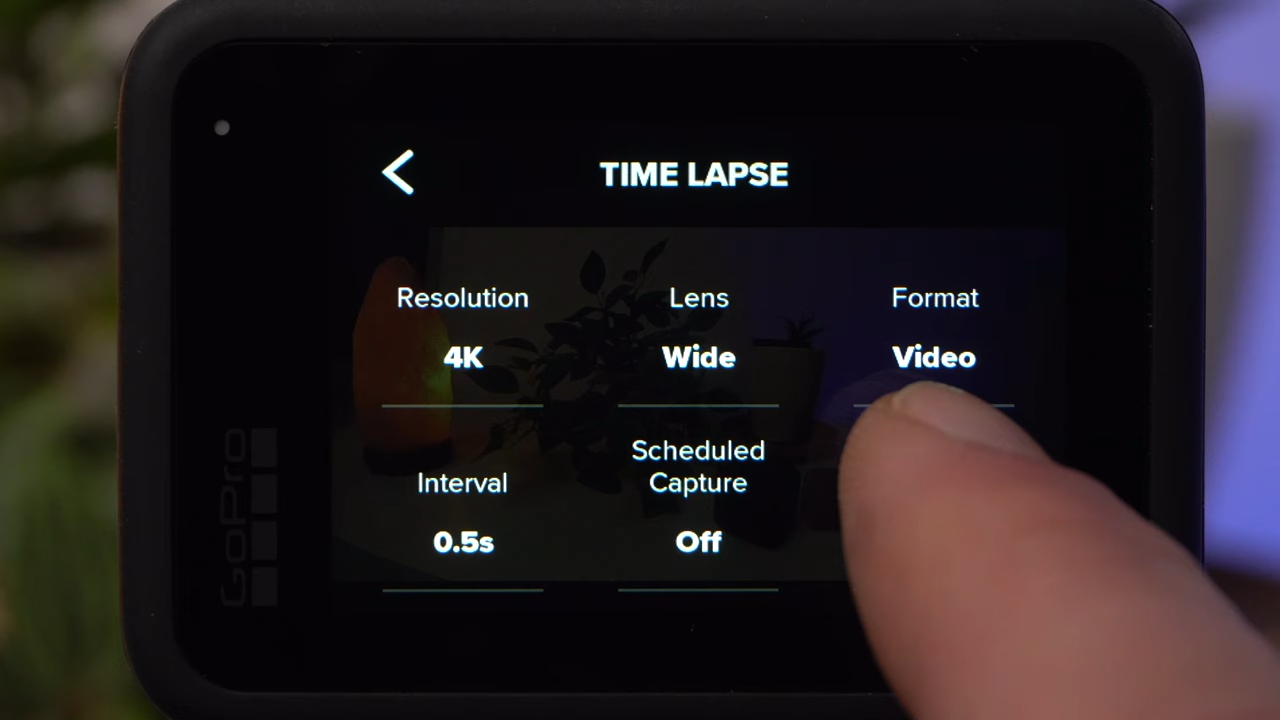 TIME LAPSE
Resolution
4K
Lens
Wide
Format
Video
Interval
0.5s
Scheduled
Capture
Off
GoPro